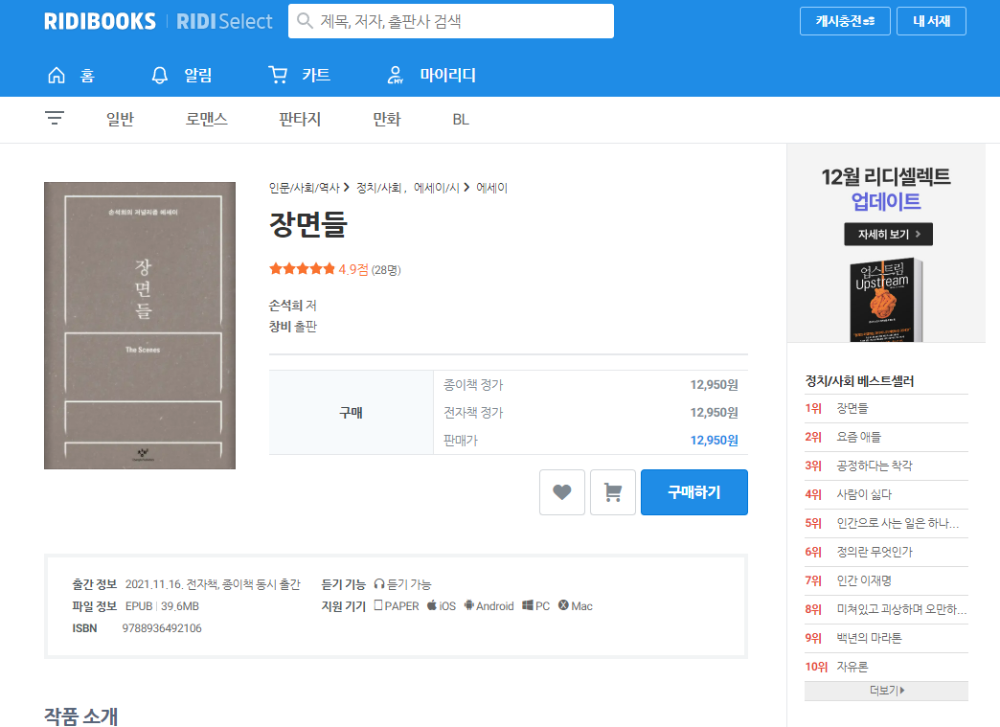 RIDIBOOKS | RIDI Select 제목, 저자, 출판사 검색 캐시충전 내 서재
홈 알림 카트 MY 마이리디
일반 로맨스 판타지 만화 BL
손석희의 저널리즘 에세이
장면들
The Scenes
인문/사회/역사 > 정치/사회 , 에세이/시 > 에세이
장면들
4.9점 (28명)
손석희 저
창비 출판
구매
종이책 정가 12,950원
전자책 정가 12,950원
판매가 12,950원
구매하기
출간 정보 2021.11.16. 전자책, 종이책 동시 출간
파일 정보 EPUB | 39.6MB
ISBN 9788936492106
듣기 기능 듣기 가능
지원 기기 PAPER iOS Android PC Mac
작품 소개
12월 리디셀렉트
업데이트
자세히 보기 >
업스트림
Upstream
정치/사회 베스트셀러
1위 장면들
2위 요즘 애들
3위 공정하다는 착각
4위 사람이 싫다
5위 인간으로 사는 일은 하나...
6위 정의란 무엇인가
7위 인간 이재명
8위 미쳐있고 괴상하며 오만하...
9위 백년의 마라톤
10위 자유론
더보기